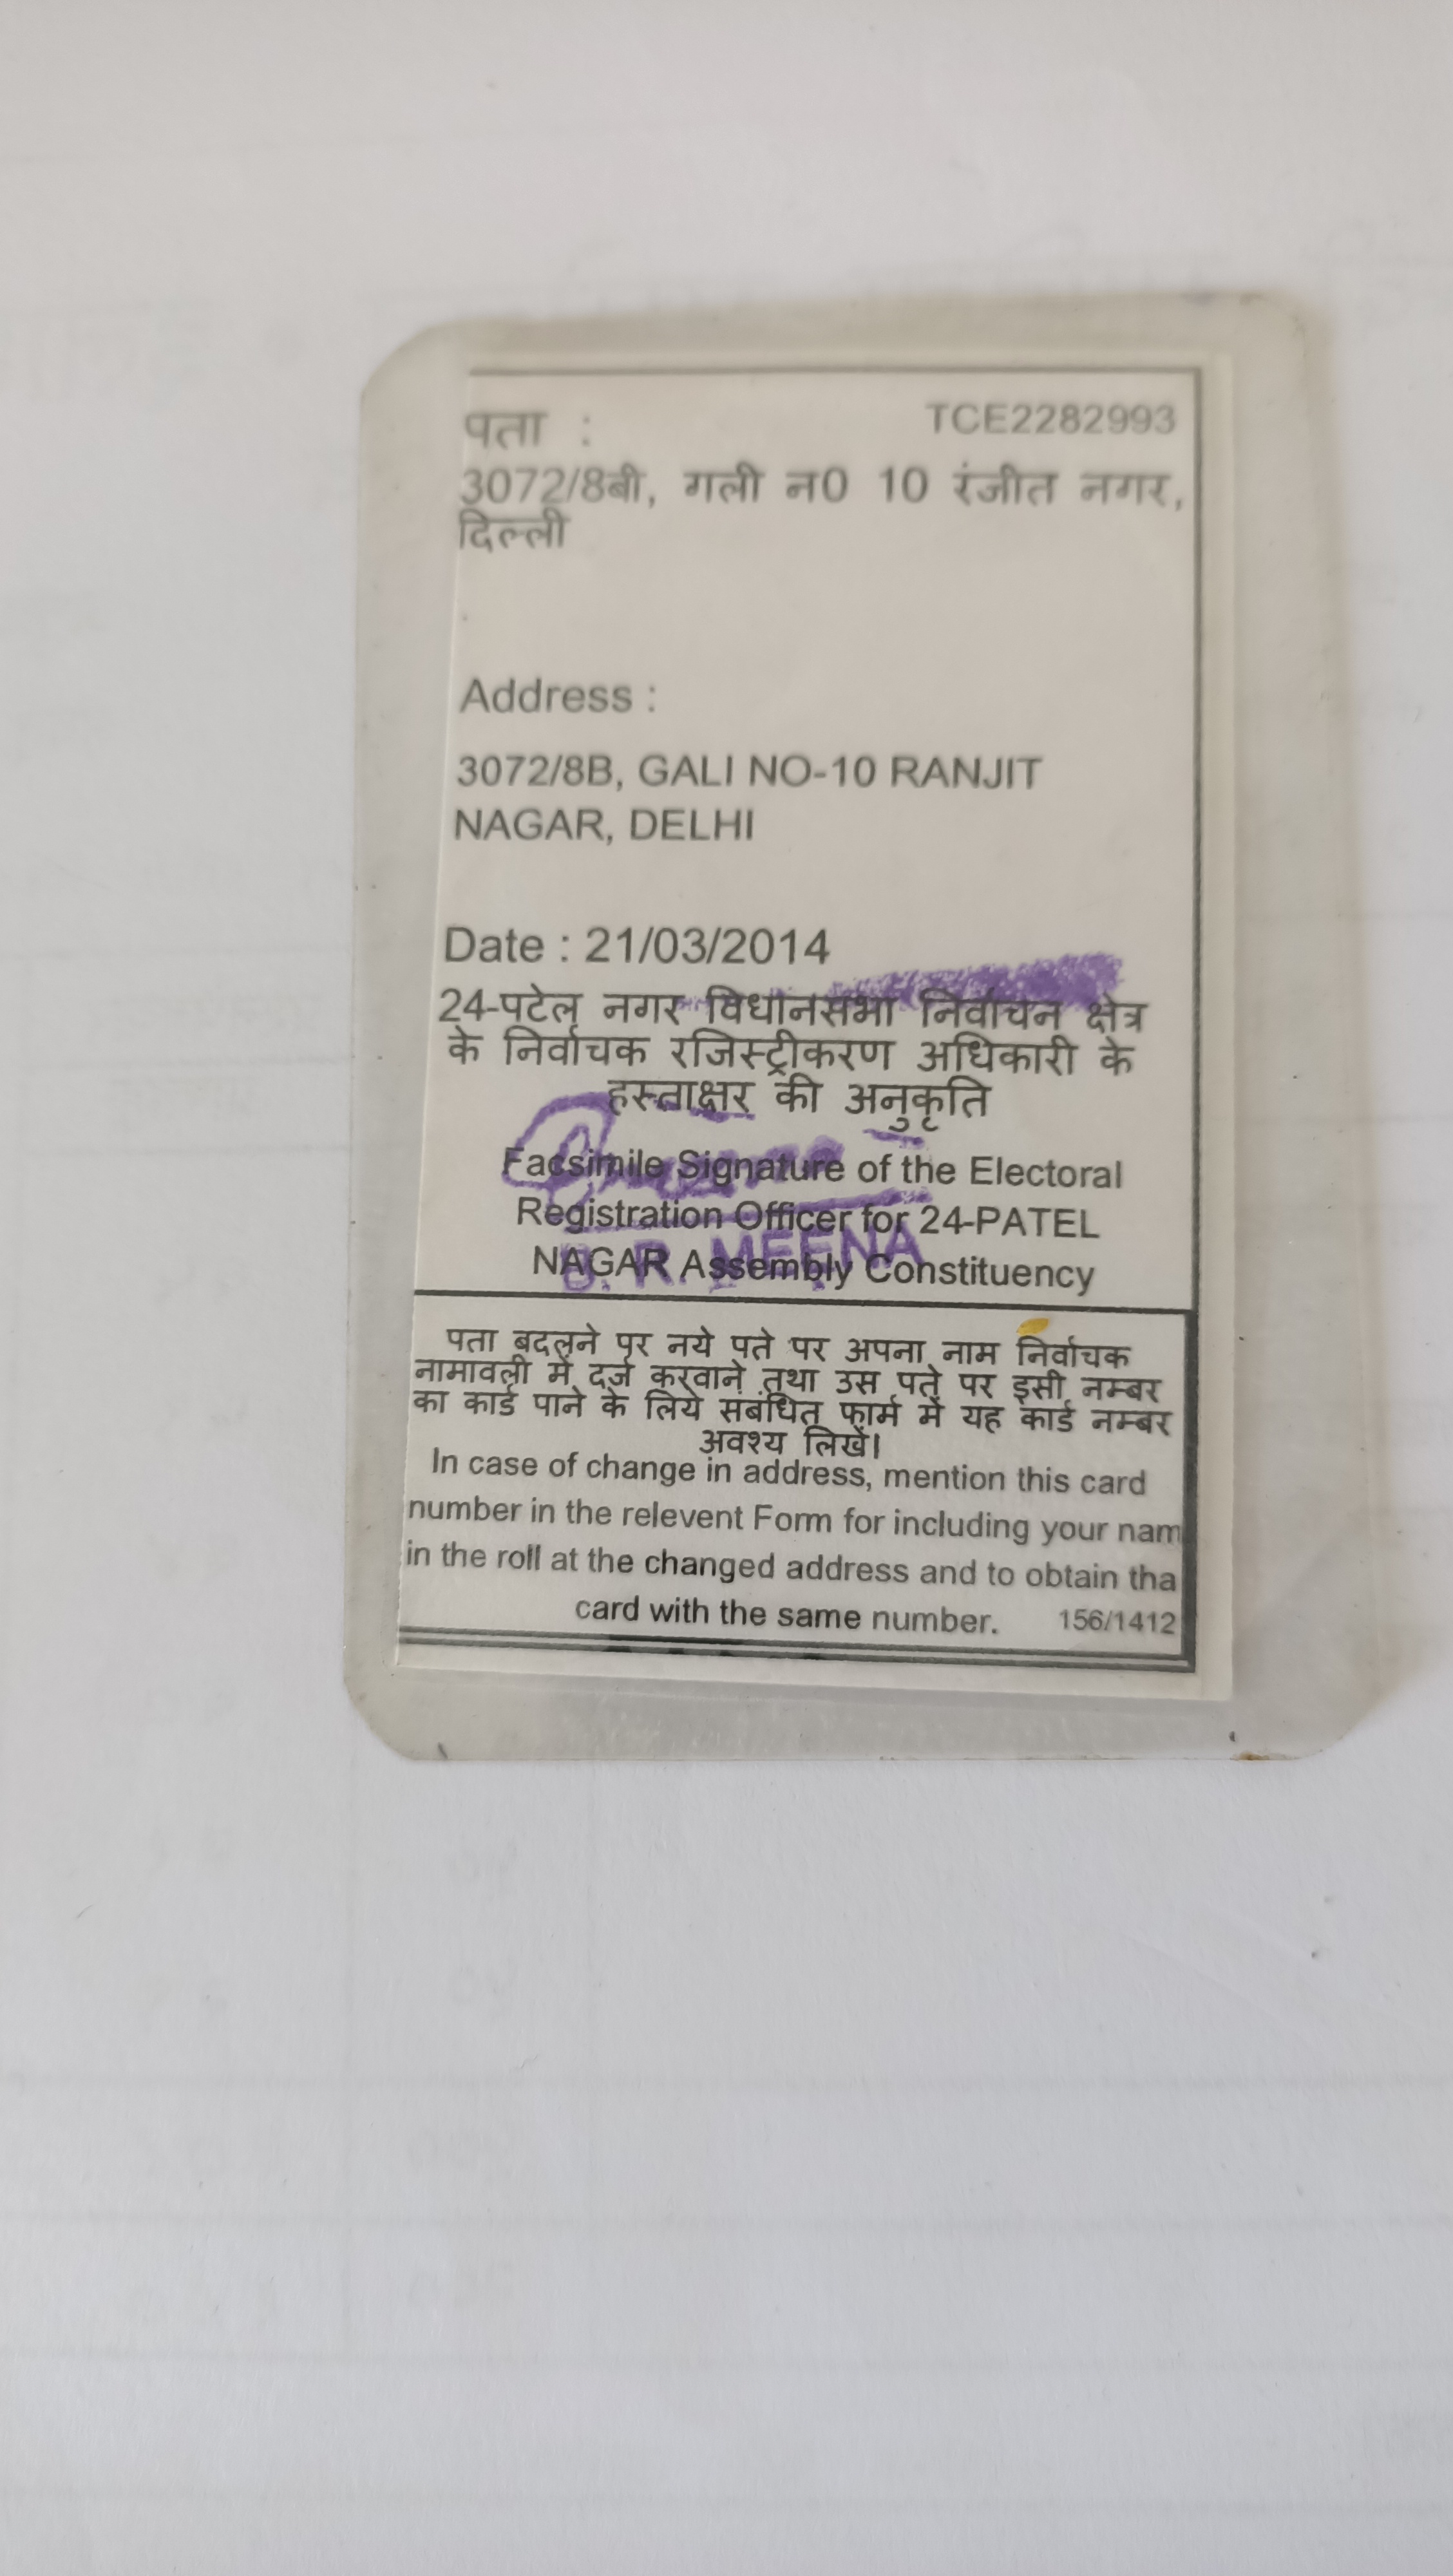 पता :
TCE2282993
3072/8बी, गली न0 10 रंजीत नगर,
दिल्ली
Address :
3072/8B, GALI NO-10 RANJIT
NAGAR, DELHI
Date : 21/03/2014
24-पटेल नगर विधानसभा निर्वाचन क्षेत्र
के निर्वाचक रजिस्ट्रीकरण अधिकारी के
हस्ताक्षर की अनुकृति
Facsimile Signature of the Electoral
Registration Officer for 24-PATEL
NAGAR Assembly Constituency
B. R. MEENA
पता बदलने पर नये पते पर अपना नाम निर्वाचक
नामावली में दर्ज करवाने तथा उस पते पर इसी नम्बर
का कार्ड पाने के लिये संबंधित फार्म में यह कार्ड नम्बर
अवश्य लिखें।
In case of change in address, mention this card
number in the relevent Form for including your nam
in the roll at the changed address and to obtain tha
card with the same number.
156/1412